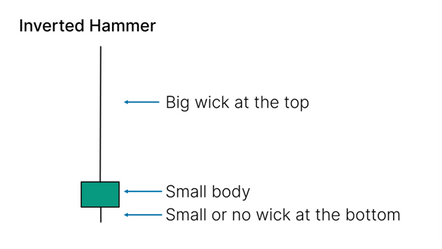 Inverted Hammer
Big wick at the top
Small body
Small or no wick at the bottom